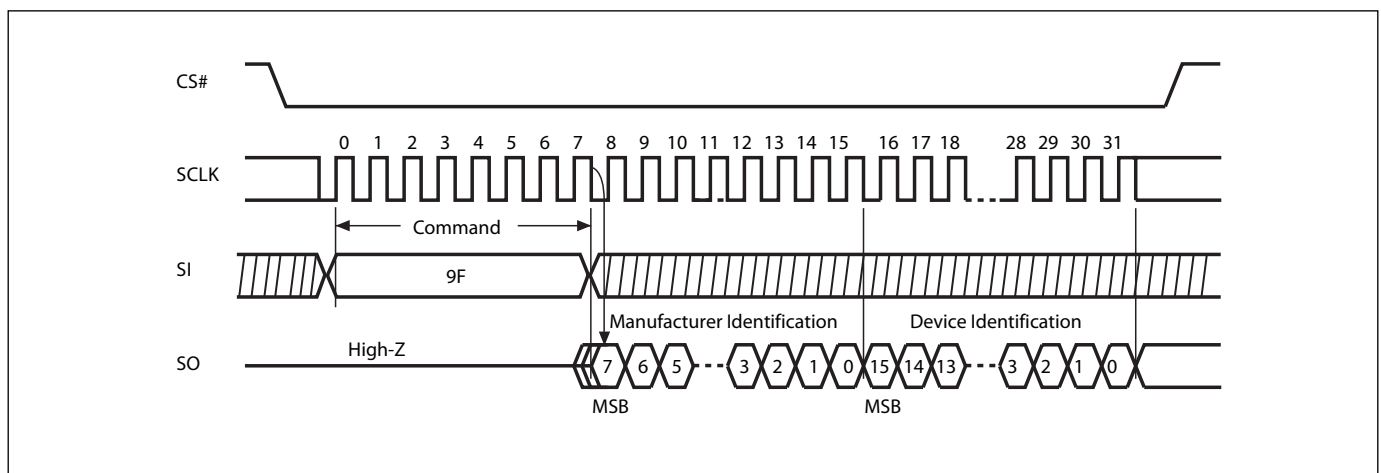 CS#
0 1 2 3 4 5 6 7 8 9 10 11 12 13 14 15 16 17 18 28 29 30 31
SCLK
Command
SI
9F
Manufacturer Identification Device Identification
High-Z
SO
7 6 5 3 2 1 0 15 14 13 3 2 1 0
MSB MSB